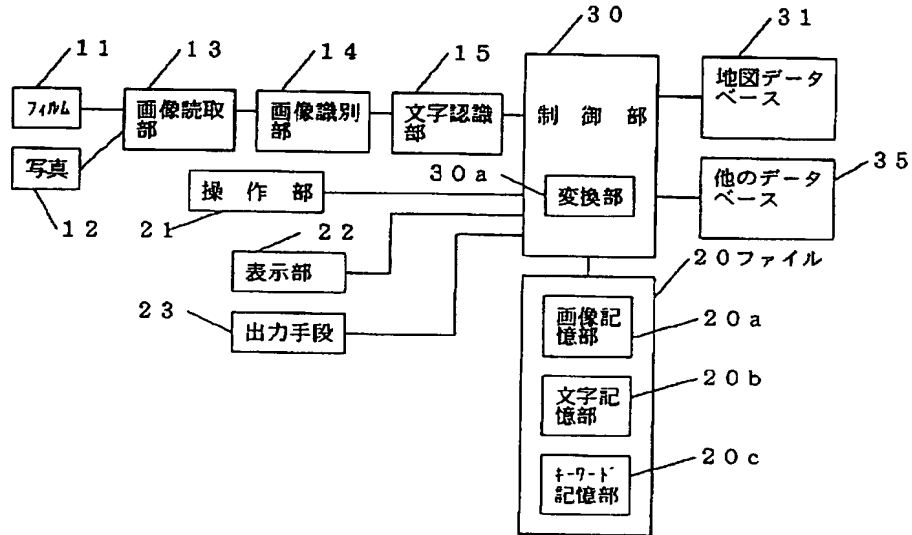 11
13
14
15
30
31
フィルム
画像読取
部
画像識別
部
文字認識
部
制御部
地図データ
ベース
写真
12
操作部
21
30a
変換部
他のデータ
ベース
35
22
表示部
20ファイル
23
出力手段
画像記
憶部
20a
文字記
憶部
20b
キーワード
記憶部
20c